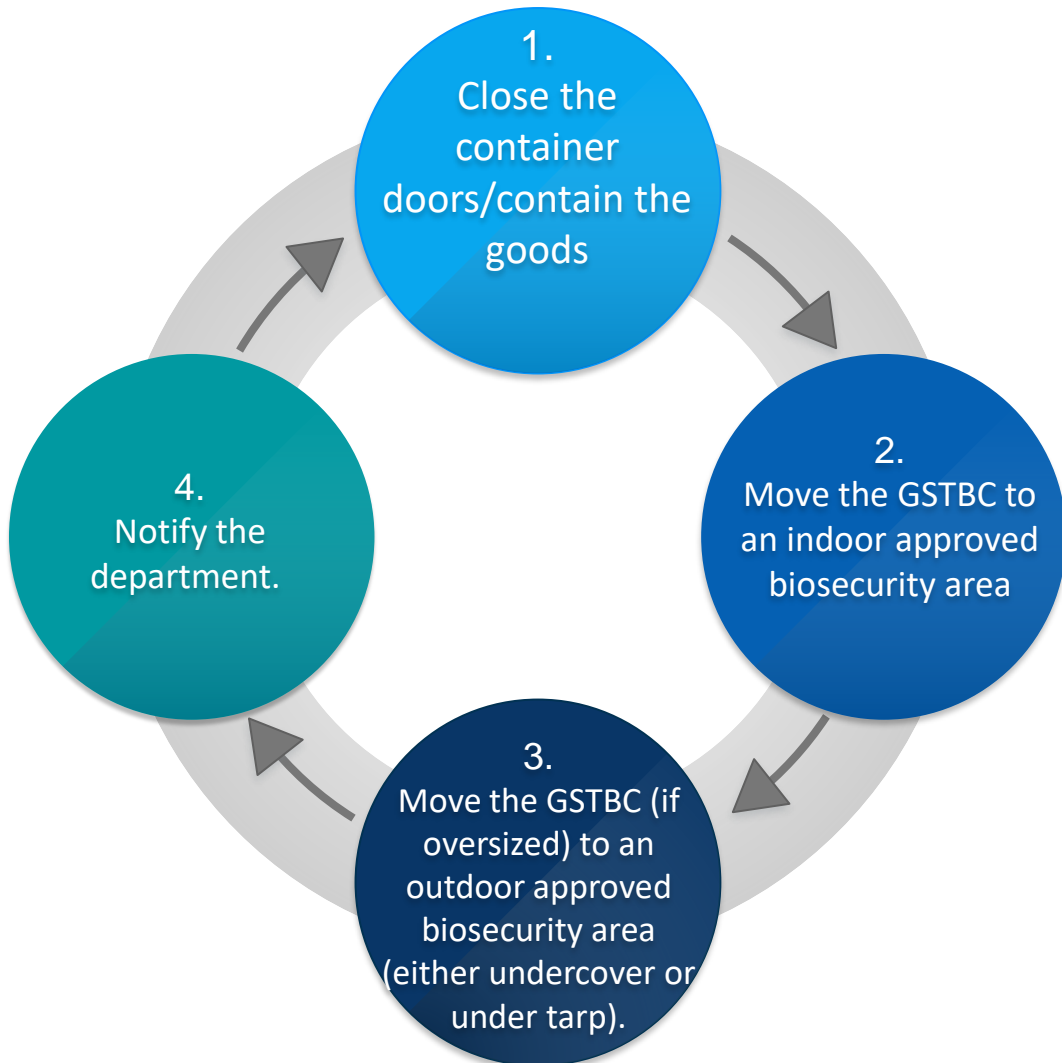 1.
Close the
container
doors/contain the
goods
2.
Move the GSTBC to
an indoor approved
biosecurity area
3.
Move the GSTBC (if
oversized) to an
outdoor approved
biosecurity area
(either undercover or
under tarp).
4.
Notify the
department.